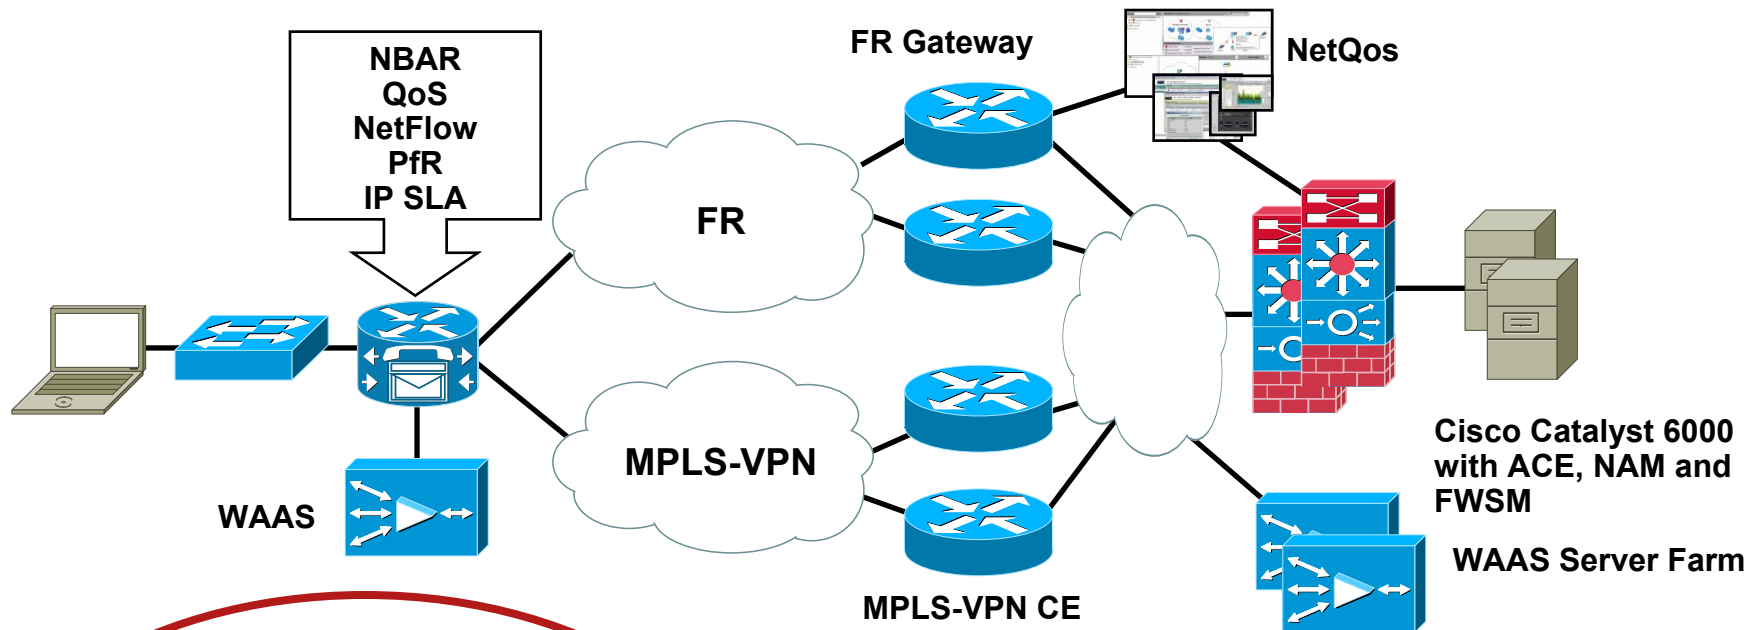 NBAR
QoS
NetFlow
PfR
IP SLA
FR Gateway
NetQos
FR
MPLS-VPN
WAAS
MPLS-VPN CE
Cisco Catalyst 6000
with ACE, NAM and
FWSM
WAAS Server Farm